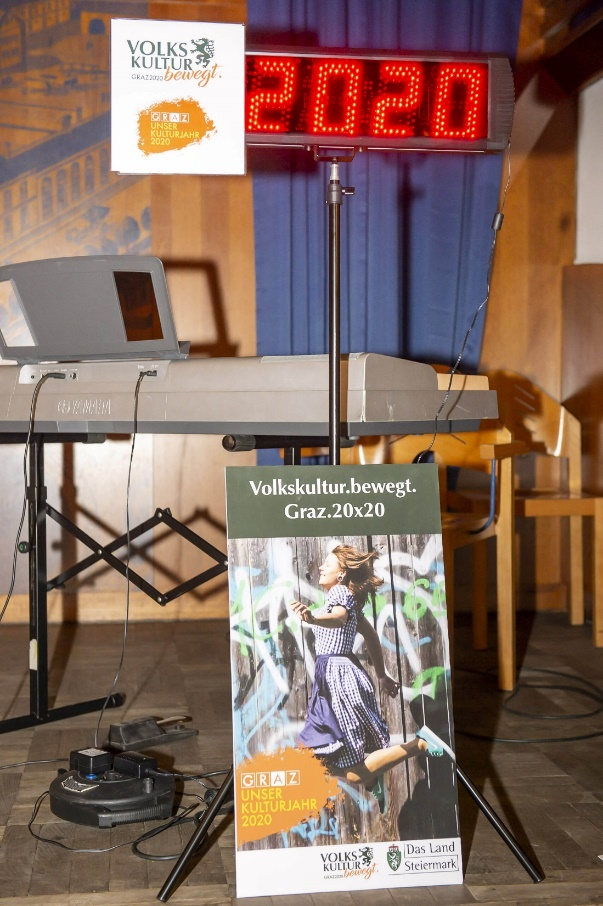 VOLKS
KULTUR
GRAZ2020 bewegt.
GRAZ
UNSER
KULTURJAHR
2020
2020
YAMAHA
Volkskultur.bewegt.
Graz.20x20
GRAZ
UNSER
KULTURJAHR
2020
VOLKS
KULTUR
GRAZ2020 bewegt.
Das Land
Steiermark